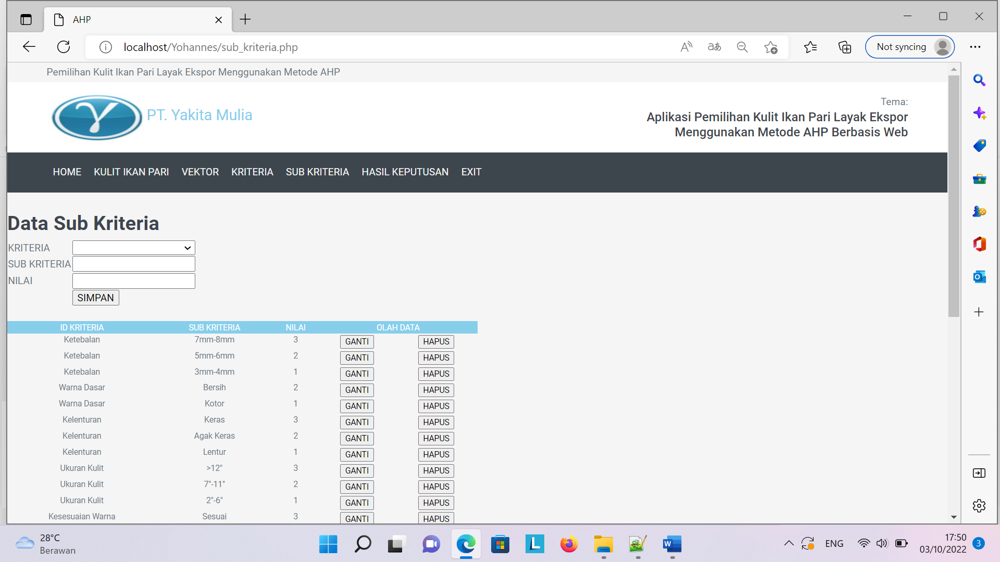 AHP
localhost/Yohannes/sub_kriteria.php
Not syncing
Pemilihan Kulit Ikan Pari Layak Ekspor Menggunakan Metode AHP
PT. Yakita Mulia
Tema:
Aplikasi Pemilihan Kulit Ikan Pari Layak Ekspor
Menggunakan Metode AHP Berbasis Web
HOME KULIT IKAN PARI VEKTOR KRITERIA SUB KRITERIA HASIL KEPUTUSAN EXIT
Data Sub Kriteria
KRITERIA
SUB KRITERIA
NILAI
SIMPAN
ID KRITERIA SUB KRITERIA NILAI OLAH DATA
Ketebalan 7mm-8mm 3 GANTI HAPUS
Ketebalan 5mm-6mm 2 GANTI HAPUS
Ketebalan 3mm-4mm 1 GANTI HAPUS
Warna Dasar Bersih 2 GANTI HAPUS
Warna Dasar Kotor 1 GANTI HAPUS
Kelenturan Keras 3 GANTI HAPUS
Kelenturan Agak Keras 2 GANTI HAPUS
Kelenturan Lentur 1 GANTI HAPUS
Ukuran Kulit >12" 3 GANTI HAPUS
Ukuran Kulit 7"-11" 2 GANTI HAPUS
Ukuran Kulit 2"-6" 1 GANTI HAPUS
Kesesuaian Warna Sesuai 3 GANTI HAPUS
28°C
Berawan
ENG
17:50
03/10/2022
3